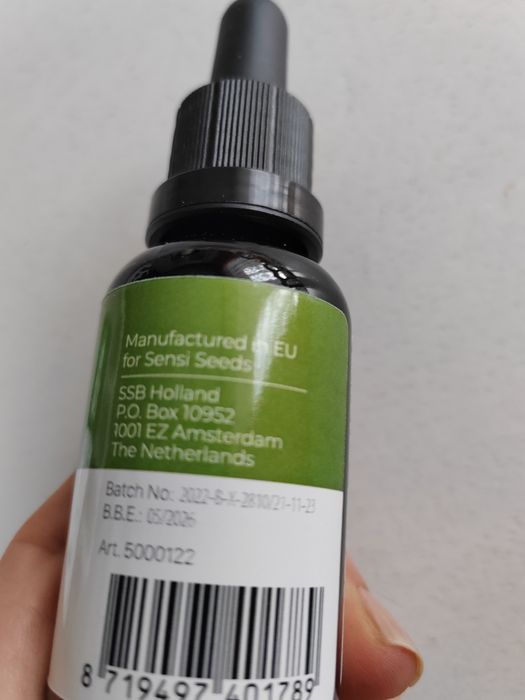 Manufactured in EU
for Sensi Seeds
SSB Holland
P.O. Box 10952
1001 EZ Amsterdam
The Netherlands
Batch No.: 2022-B-X-2810/21-11-23
B.B.E.: 05/2026
Art. 5000122
8 719497 401789